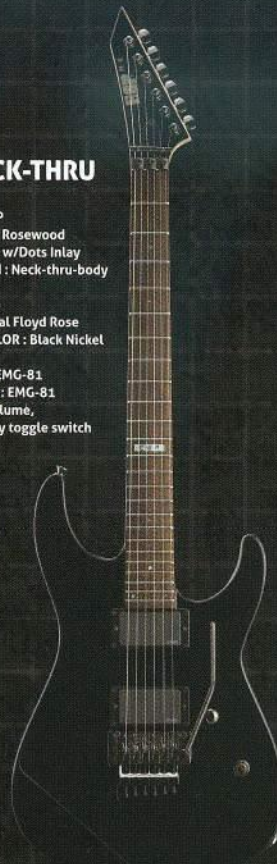 CK-THRU
Rosewood
w/Dots Inlay
: Neck-thru-body
al Floyd Rose
LOR : Black Nickel
EMG-81
: EMG-81
lume,
y toggle switch